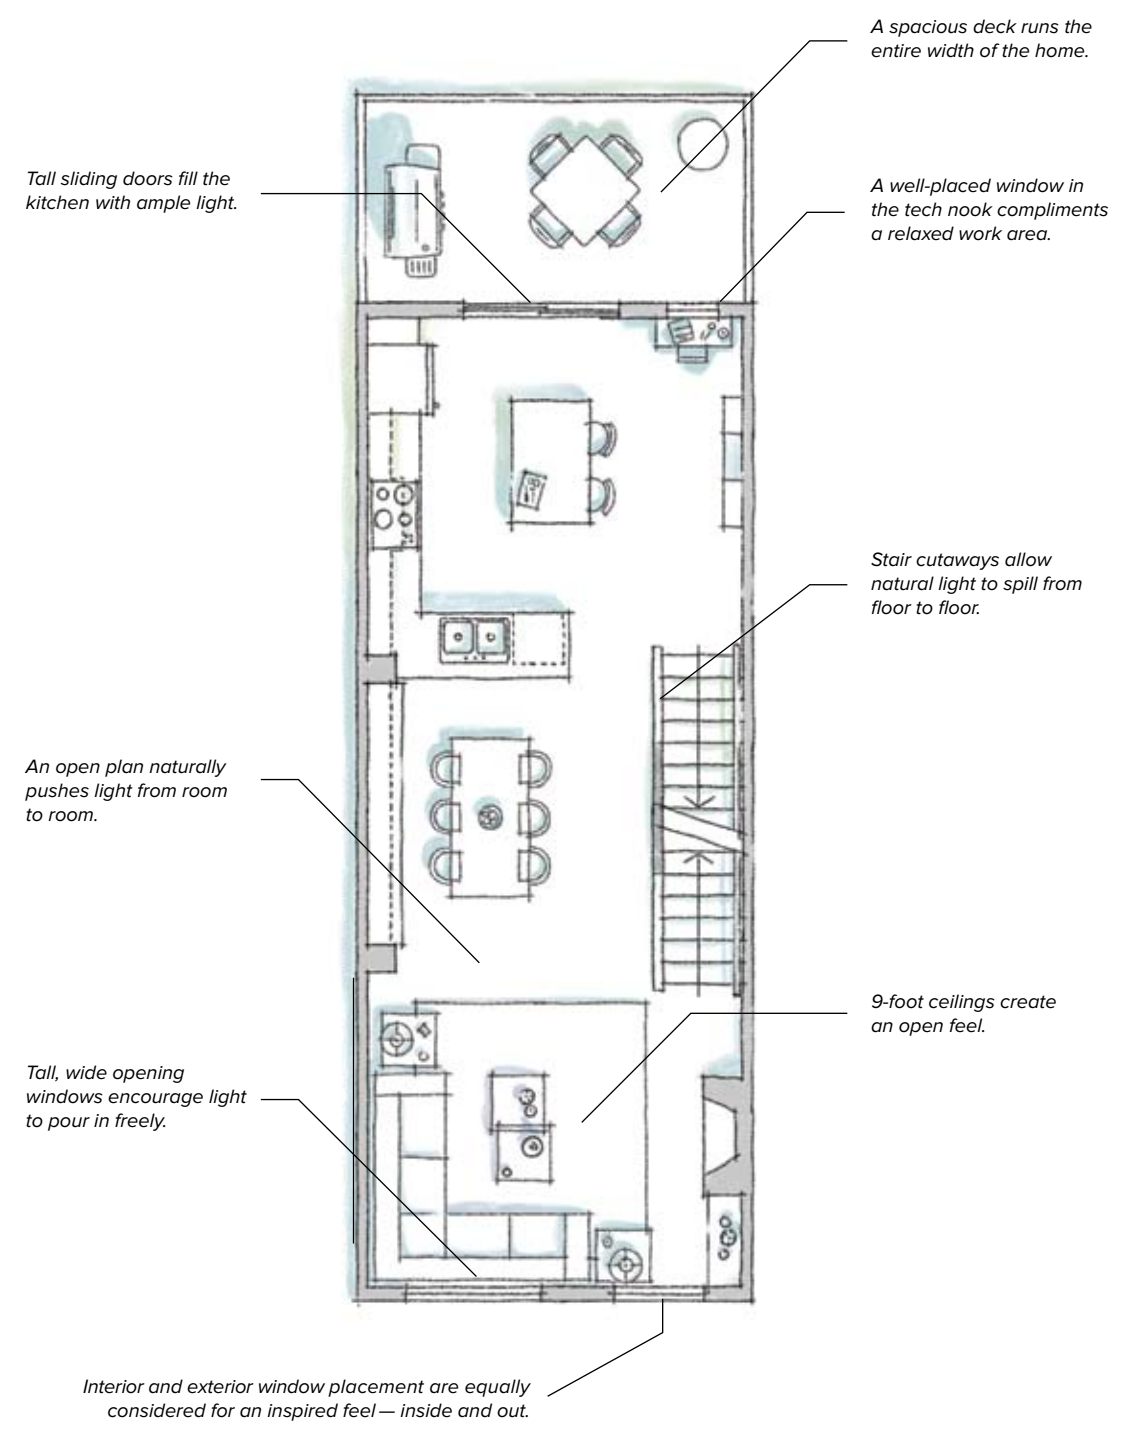 A spacious deck runs the
entire width of the home.
Tall sliding doors fill the
kitchen with ample light.
A well-placed window in
the tech nook compliments
a relaxed work area.
Stair cutaways allow
natural light to spill from
floor to floor.
An open plan naturally
pushes light from room
to room.
9-foot ceilings create
an open feel.
Tall, wide opening
windows encourage light
to pour in freely.
Interior and exterior window placement are equally
considered for an inspired feel — inside and out.